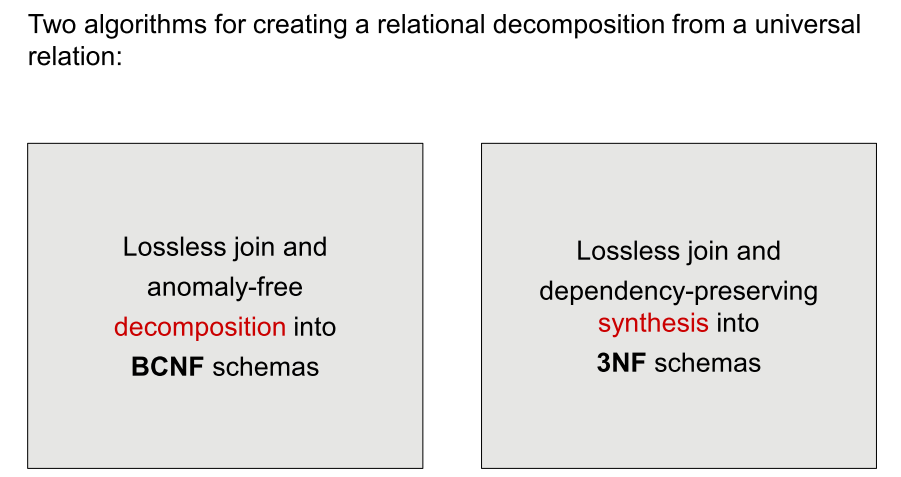 Two algorithms for creating a relational decomposition from a universal
relation:
Lossless join and
anomaly-free
decomposition into
BCNF schemas
Lossless join and
dependency-preserving
synthesis into
3NF schemas